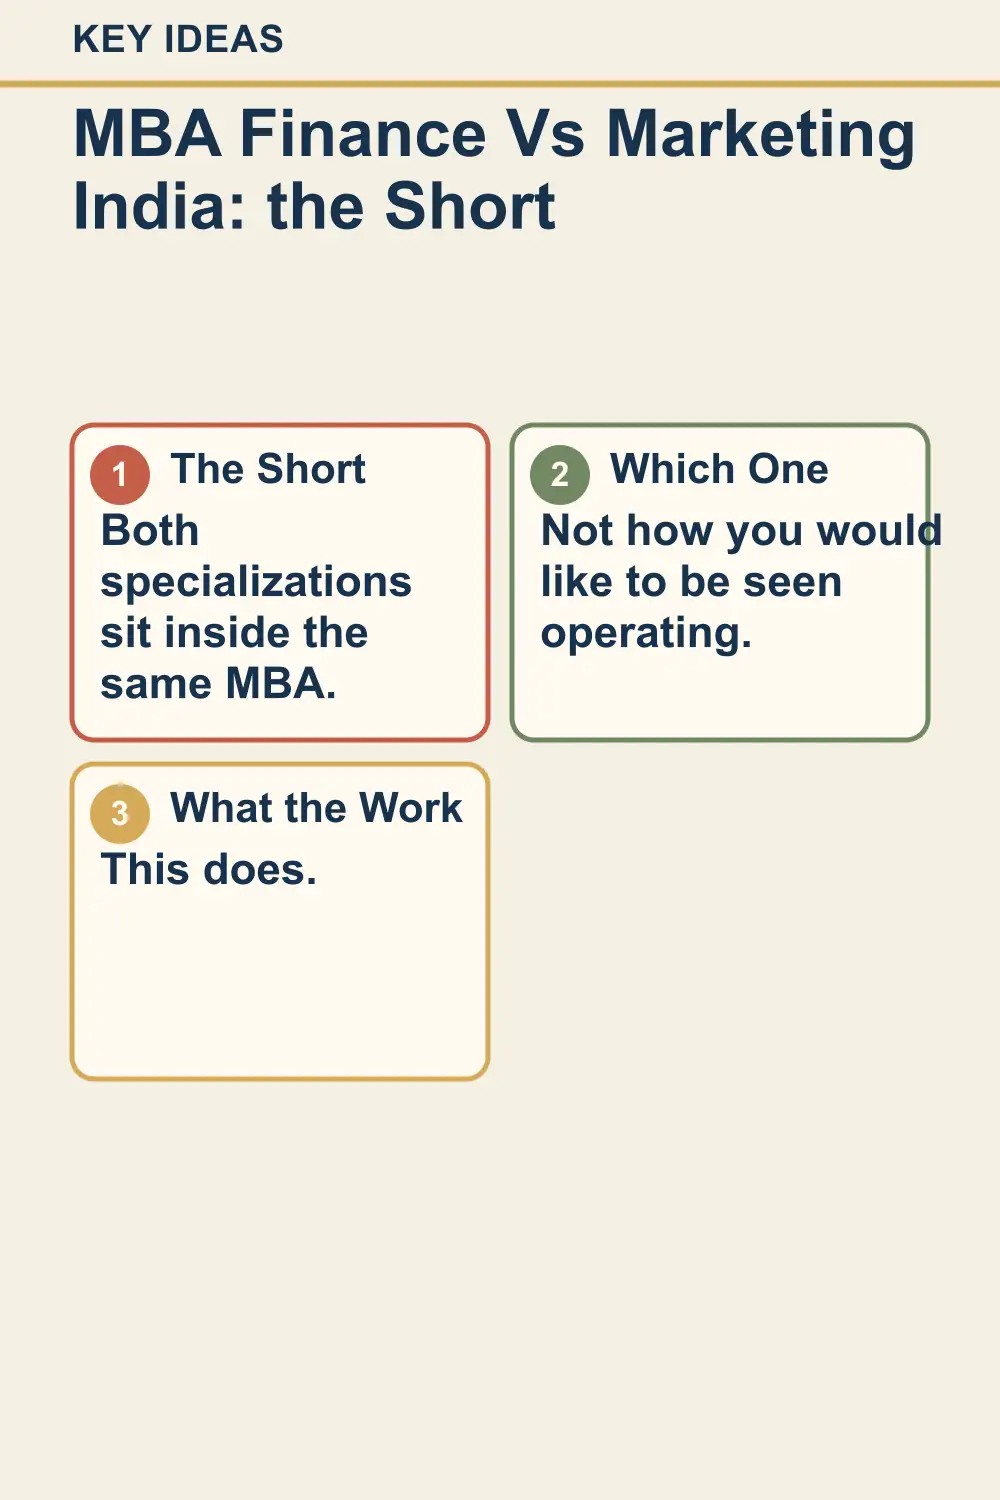 KEY IDEAS
MBA Finance Vs Marketing
India: the Short
1 The Short
Both
specializations
sit inside the
same MBA.
2 Which One
Not how you would
like to be seen
operating.
3 What the Work
This does.